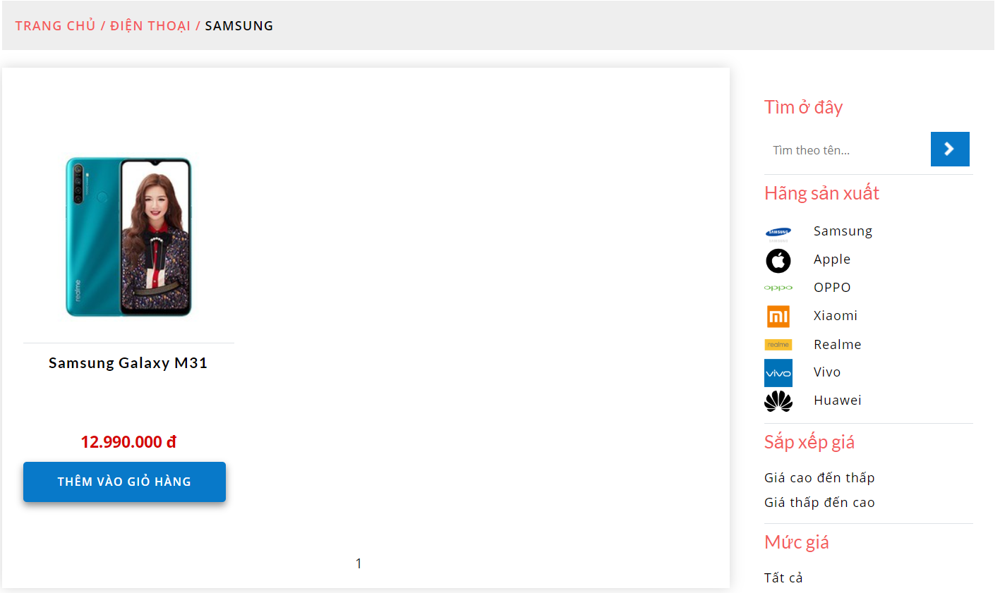 TRANG CHỦ / ĐIỆN THOẠI / SAMSUNG
realme
Samsung Galaxy M31
12.990.000 đ
THÊM VÀO GIỎ HÀNG
1
Tìm ở đây
Tìm theo tên...
Hãng sản xuất
SAMSUNG Samsung
Apple
oppo OPPO
mi Xiaomi
realme Realme
vivo Vivo
Huawei
Sắp xếp giá
Giá cao đến thấp
Giá thấp đến cao
Mức giá
Tất cả